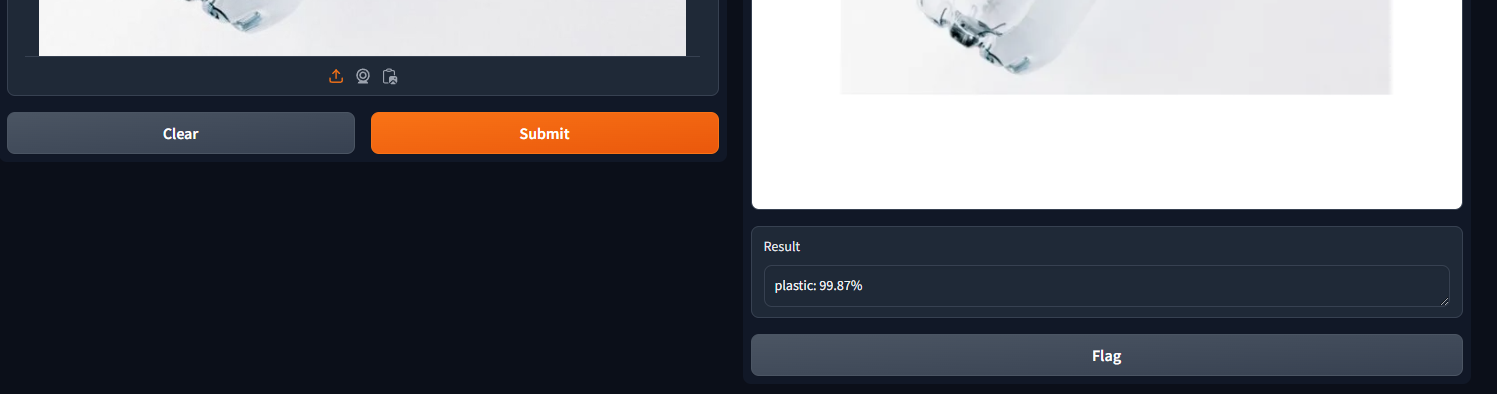 Clear
Submit
Result
plastic: 99.87%
Flag